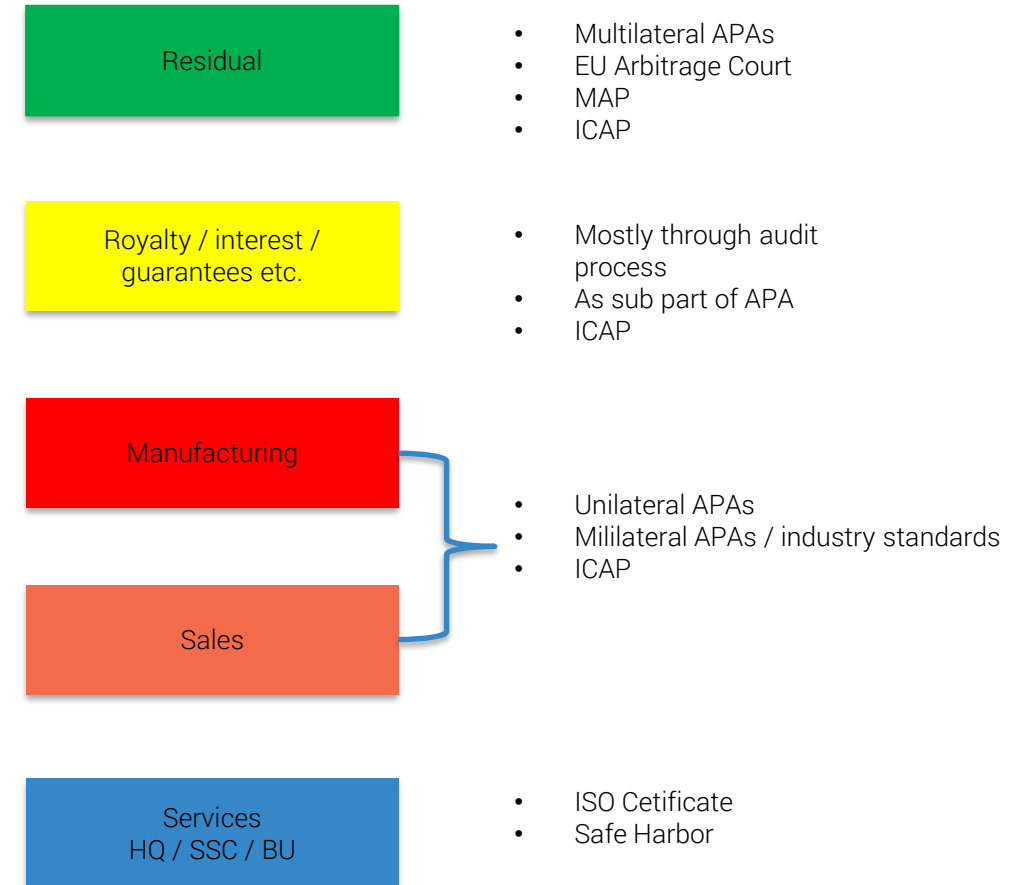 Residual
• Multilateral APAs
• EU Arbitrage Court
• MAP
• ICAP
Royalty / interest /
guarantees etc.
• Mostly through audit
process
• As sub part of APA
• ICAP
Manufacturing
Sales
• Unilateral APAs
• Mililateral APAs / industry standards
• ICAP
Services
HQ / SSC / BU
• ISO Cetificate
• Safe Harbor